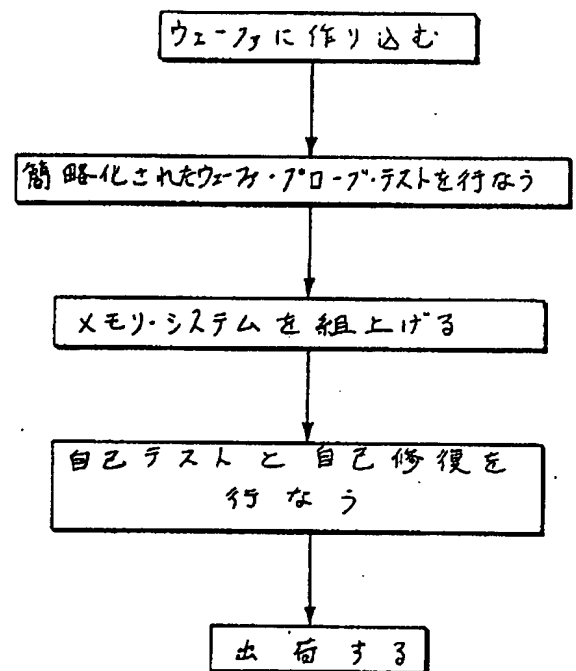 ウェーファに作り込む
簡略化されたウェーファ・プローブ・テストを行なう
メモリ・システムを組上げる
自己テストと自己修復を
行なう
出荷する